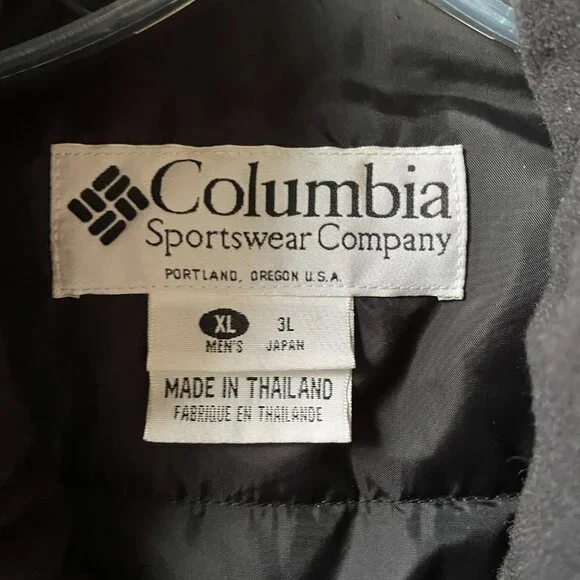 Columbia
Sportswear Company
PORTLAND, OREGON U.S.A.
XL 3L
MEN'S JAPAN
MADE IN THAILAND
FABRIQUE EN THAILANDE